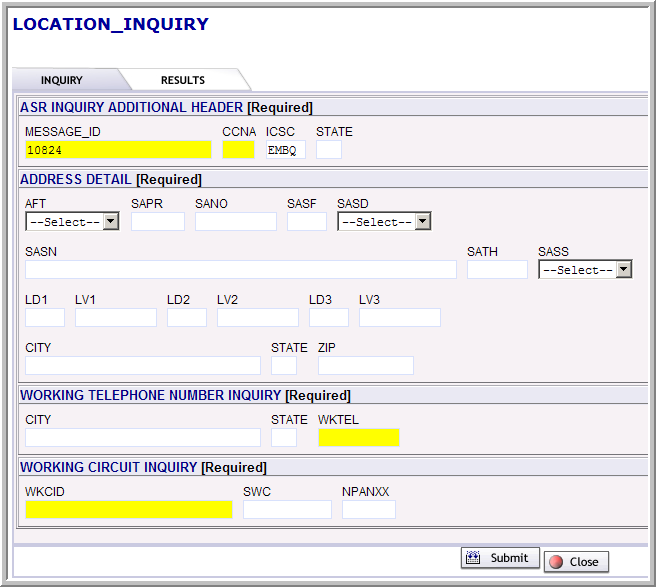 LOCATION_INQUIRY
INQUIRY RESULTS
ASR INQUIRY ADDITIONAL HEADER [Required]
MESSAGE_ID CCNA ICSC STATE
10824 EMBQ
ADDRESS DETAIL [Required]
AFT SAPR SANO SASF SASD
--Select-- --Select--
SASN SATH SASS
--Select--
LD1 LV1 LD2 LV2 LD3 LV3
CITY STATE ZIP
WORKING TELEPHONE NUMBER INQUIRY [Required]
CITY STATE WKTEL
WORKING CIRCUIT INQUIRY [Required]
WKCID SWC NPANXX
Submit Close